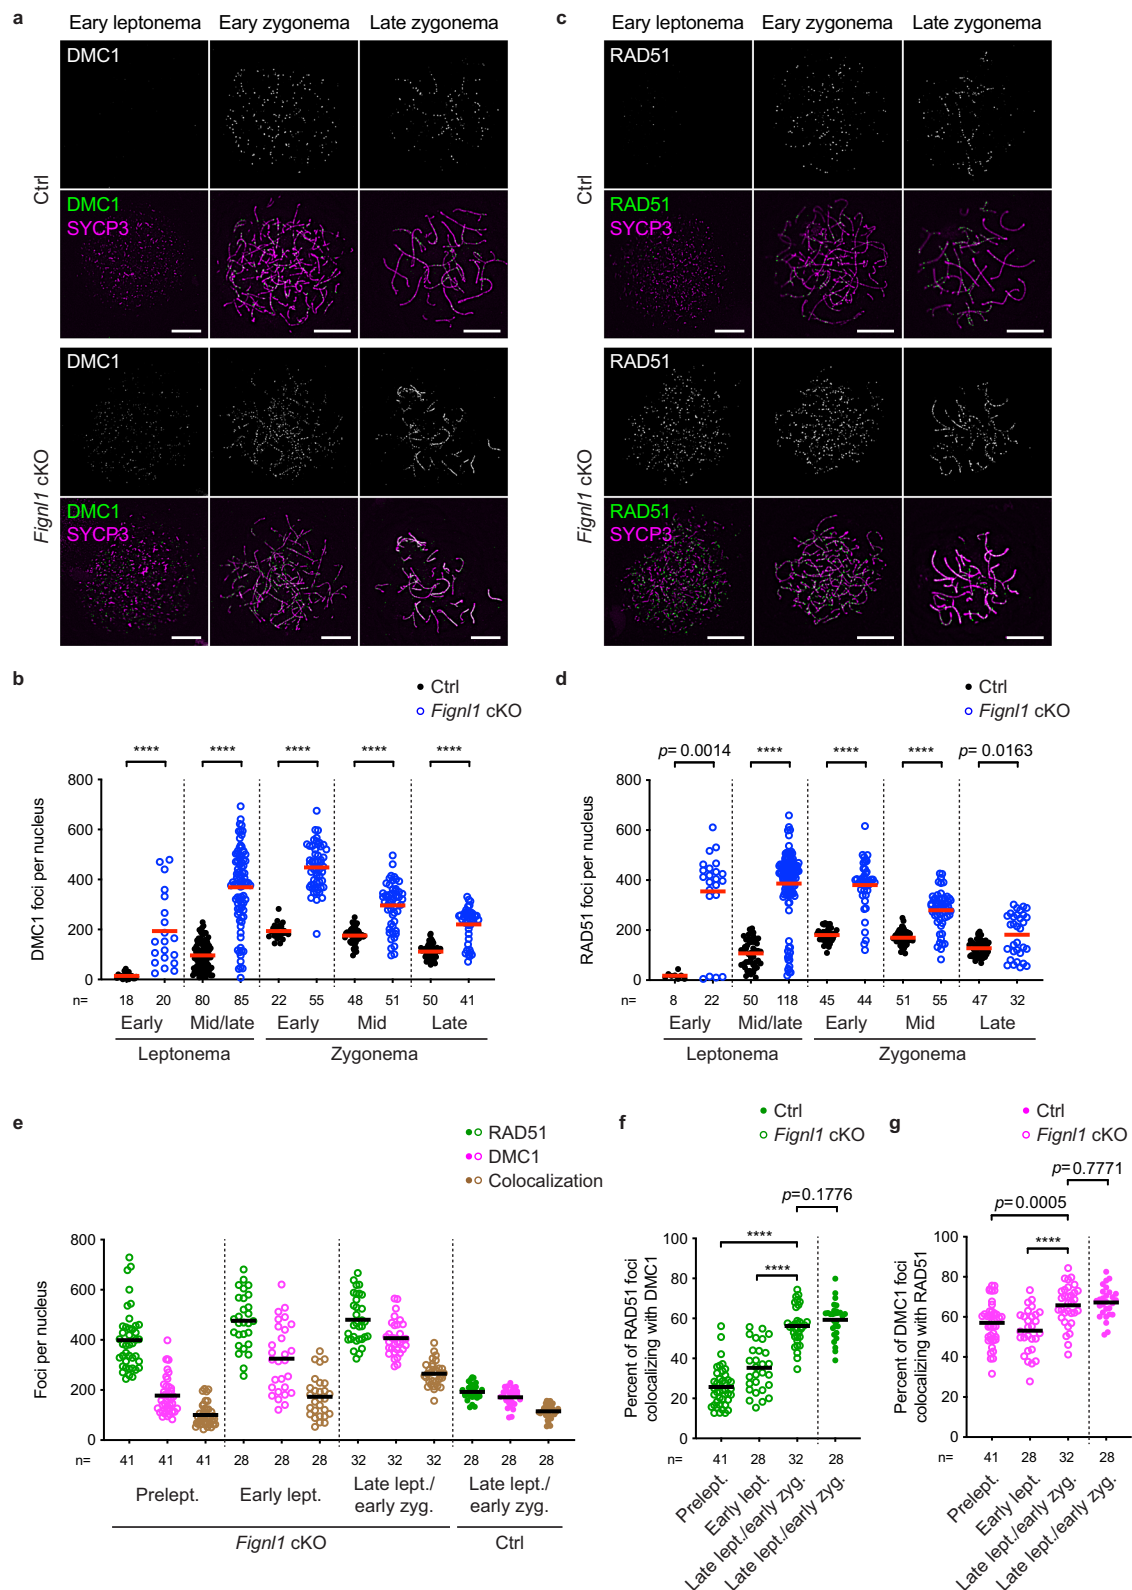 a
Eary leptonema Eary zygonema Late zygonema
DMC1
Ctrl
DMC1
SYCP3
DMC1
Fignl1 cKO
DMC1
SYCP3
c
Eary leptonema Eary zygonema Late zygonema
RAD51
Ctrl
RAD51
SYCP3
RAD51
Fignl1 cKO
RAD51
SYCP3
b
Ctrl
Fignl1 cKO
**** **** **** **** ****
DMC1 foci per nucleus
800
600
400
200
0
n= 18 20 80 85 22 55 48 51 50 41
Early Mid/late Early Mid Late
Leptonema Zygonema
d
Ctrl
Fignl1 cKO
p= 0.0014 **** **** **** p= 0.0163
RAD51 foci per nucleus
800
600
400
200
0
n= 8 22 50 118 45 44 51 55 47 32
Early Mid/late Early Mid Late
Leptonema Zygonema
e
RAD51
DMC1
Colocalization
Foci per nucleus
800
600
400
200
0
n= 41 41 41 28 28 28 32 32 32 28 28 28
Prelept. Early lept. Late lept./ early zyg. Late lept./ early zyg.
Fignl1 cKO Ctrl
f
Ctrl
Fignl1 cKO
p= 0.1776
****
****
Percent of RAD51 foci
colocalizing with DMC1
100
80
60
40
20
0
n= 41 28 32 28
Prelept.
Early lept.
Late lept./early zyg.
Late lept./early zyg.
g
Ctrl
Fignl1 cKO
p= 0.7771
p= 0.0005
****
Percent of DMC1 foci
colocalizing with RAD51
100
80
60
40
20
0
n= 41 28 32 28
Prelept.
Early lept.
Late lept./early zyg.
Late lept./early zyg.